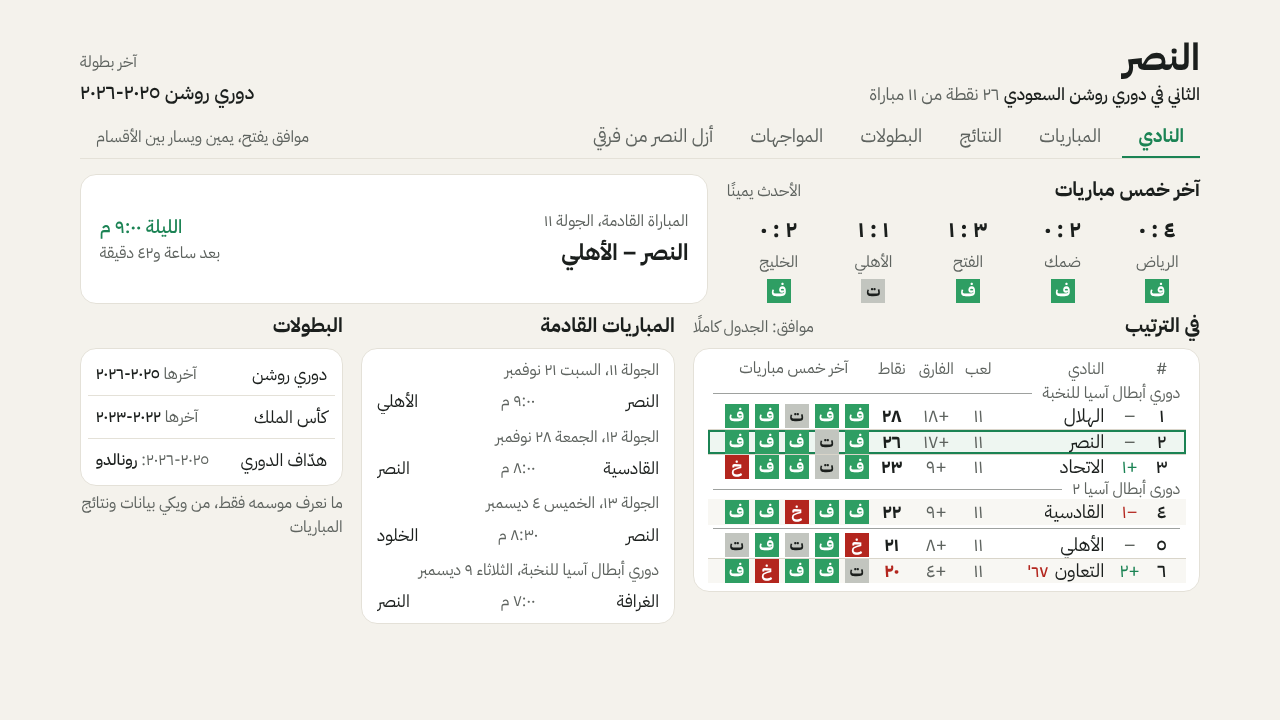 النصر
الثاني في دوري روشن السعودي ٢٦ نقطة من ١١ مباراة
آخر بطولة
دوري روشن ٢٠٢٥-٢٠٢٦
النادي
المباريات
النتائج
البطولات
المواجهات
أزل النصر من فرقي
موافق يفتح، يمين ويسار بين الأقسام
آخر خمس مباريات
الأحدث يمينًا
٤ : ٠
٢ : ٠
٣ : ١
١ : ١
٢ : ٠
الرياض
ضمك
الفتح
الأهلي
الخليج
ف
ف
ف
ت
ف
المباراة القادمة، الجولة ١١
النصر – الأهلي
الليلة ٩:٠٠ م
بعد ساعة و٤٢ دقيقة
في الترتيب
موافق: الجدول كاملًا
# النادي لعب الفارق نقاط آخر خمس مباريات
دوري أبطال آسيا للنخبة
١ – الهلال ١١ +١٨ ٢٨ ف ف ت ف ف
٢ – النصر ١١ +١٧ ٢٦ ف ت ف ف ف
٣ +١ الاتحاد ١١ +٩ ٢٣ ف ت ف ف خ
دوري أبطال آسيا ٢
٤ –١ القادسية ١١ +٩ ٢٢ ف ف خ ف ف
٥ – الأهلي ١١ +٨ ٢١ خ ف ت ف ت
٦ +٢ التعاون ٦٧' ١١ +٤ ٢٠ ت ف ف خ ف
المباريات القادمة
الجولة ١١، السبت ٢١ نوفمبر
النصر ٩:٠٠ م الأهلي
الجولة ١٢، الجمعة ٢٨ نوفمبر
القادسية ٨:٠٠ م النصر
الجولة ١٣، الخميس ٤ ديسمبر
النصر ٨:٣٠ م الخلود
دوري أبطال آسيا للنخبة، الثلاثاء ٩ ديسمبر
الغرافة ٧:٠٠ م النصر
البطولات
دوري روشن آخرها ٢٠٢٥-٢٠٢٦
كأس الملك آخرها ٢٠٢٢-٢٠٢٣
هدّاف الدوري ٢٠٢٥-٢٠٢٦: رونالدو
ما نعرف موسمه فقط، من ويكي بيانات ونتائج
المباريات